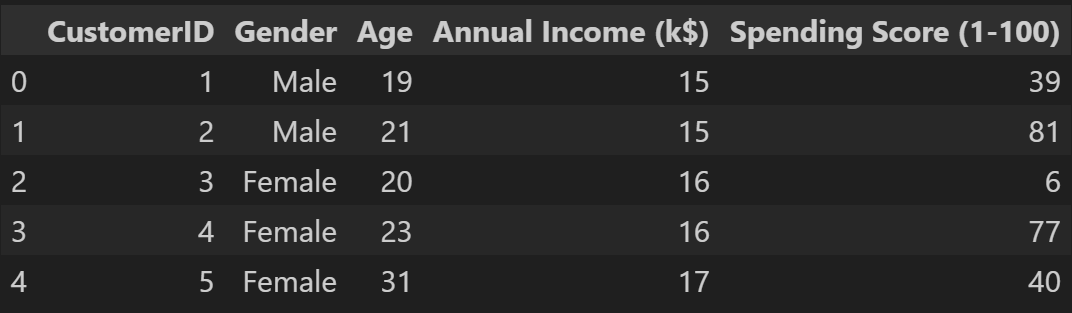 CustomerID Gender Age Annual Income (k$) Spending Score (1-100)
0 1 Male 19 15 39
1 2 Male 21 15 81
2 3 Female 20 16 6
3 4 Female 23 16 77
4 5 Female 31 17 40